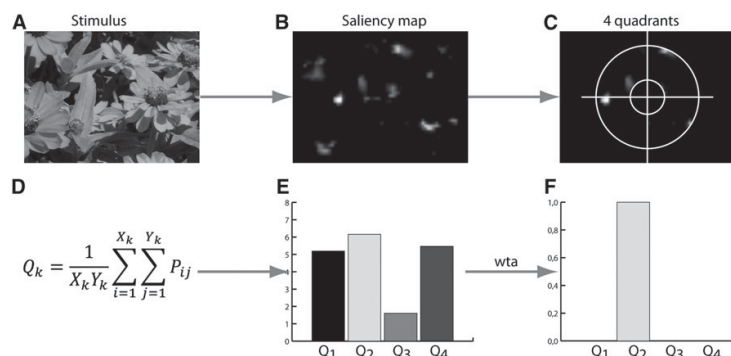 A Stimulus
B Saliency map
C 4 quadrants
D
Q_k = \frac{1}{X_k Y_k} \sum_{i=1}^{X_k} \sum_{j=1}^{Y_k} P_{ij}
E
8
7
6
5
4
3
2
1
0
Q1 Q2 Q3 Q4
wta
F
1,0
0,8
0,6
0,4
0,2
0,0
Q1 Q2 Q3 Q4